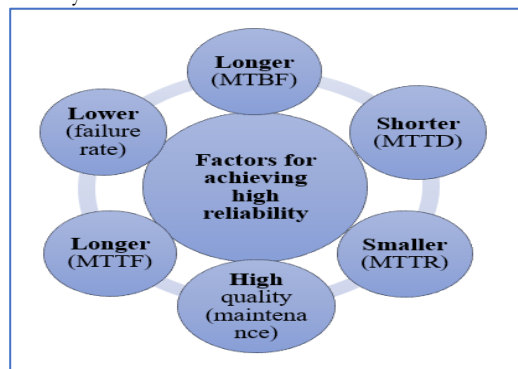 Longer
(MTBF)
Shorter
(MTTD)
Smaller
(MTTR)
High
quality
(maintena
nce)
Longer
(MTTF)
Lower
(failure
rate)
Factors for
achieving
high
reliability